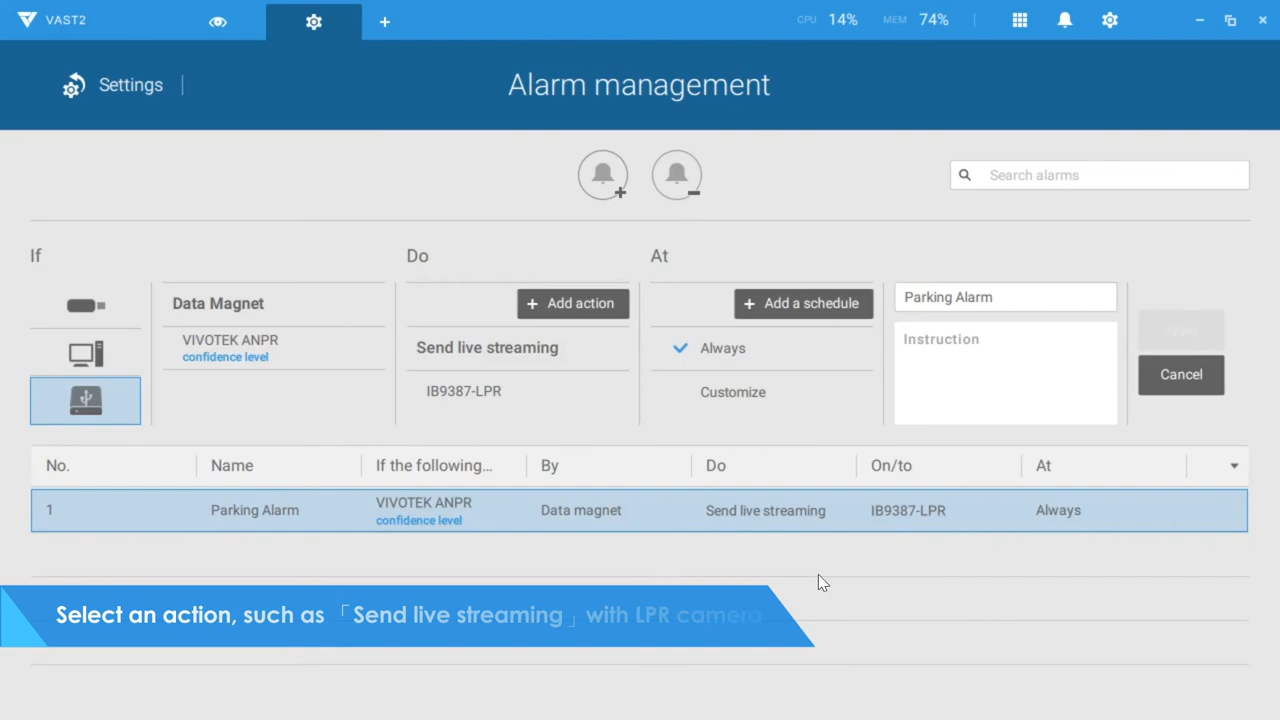 VAST2
CPU 14% MEM 74%
Settings
Alarm management
Search alarms
If
Do
At
Data Magnet
VIVOTEK ANPR
confidence level
+ Add action
Send live streaming
IB9387-LPR
+ Add a schedule
Always
Customize
Parking Alarm
Instruction
Apply
Cancel
No. Name If the following... By Do On/to At
1 Parking Alarm VIVOTEK ANPR Data magnet Send live streaming IB9387-LPR Always
confidence level
Select an action, such as「Send live streaming」with LPR camera